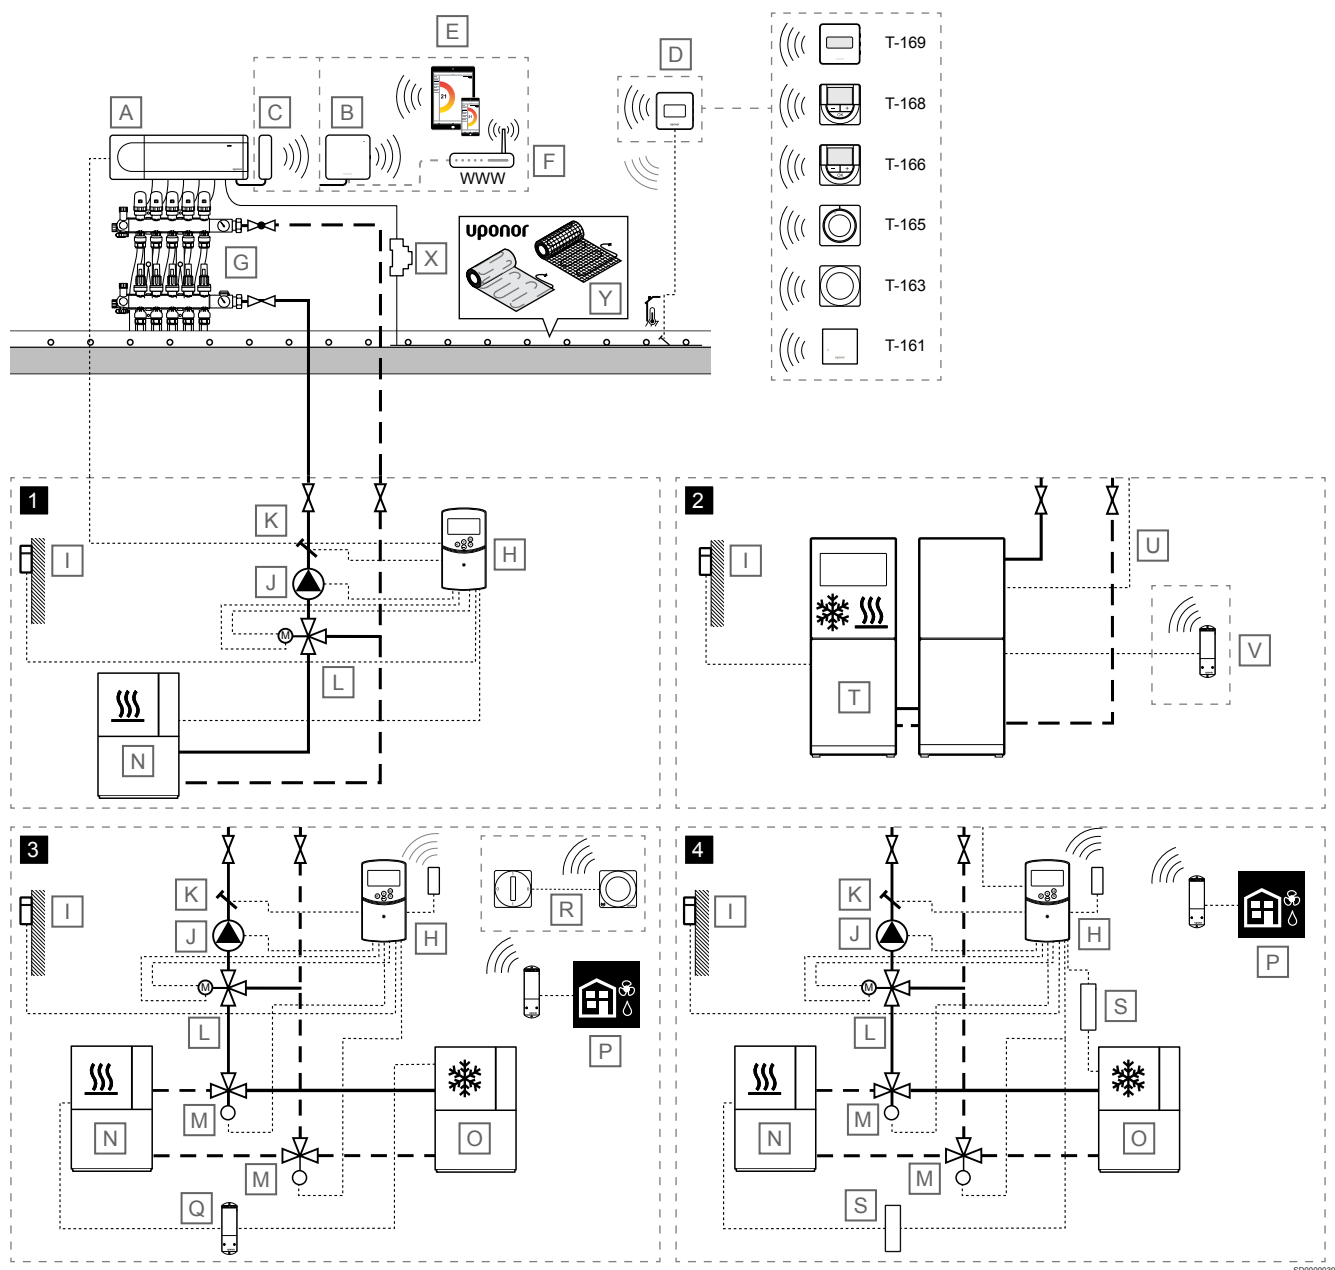 E
D
T-169
A
C
B
T-168
F
WWW
T-166
uponor
T-165
G
X
Y
T-163
T-161
1
K
I
H
J
M
L
N
2
I
U
T
V
3
K
I
J
H
R
M
L
P
N
M
O
M
Q
4
K
I
J
H
P
M
L
S
N
M
O
M
S